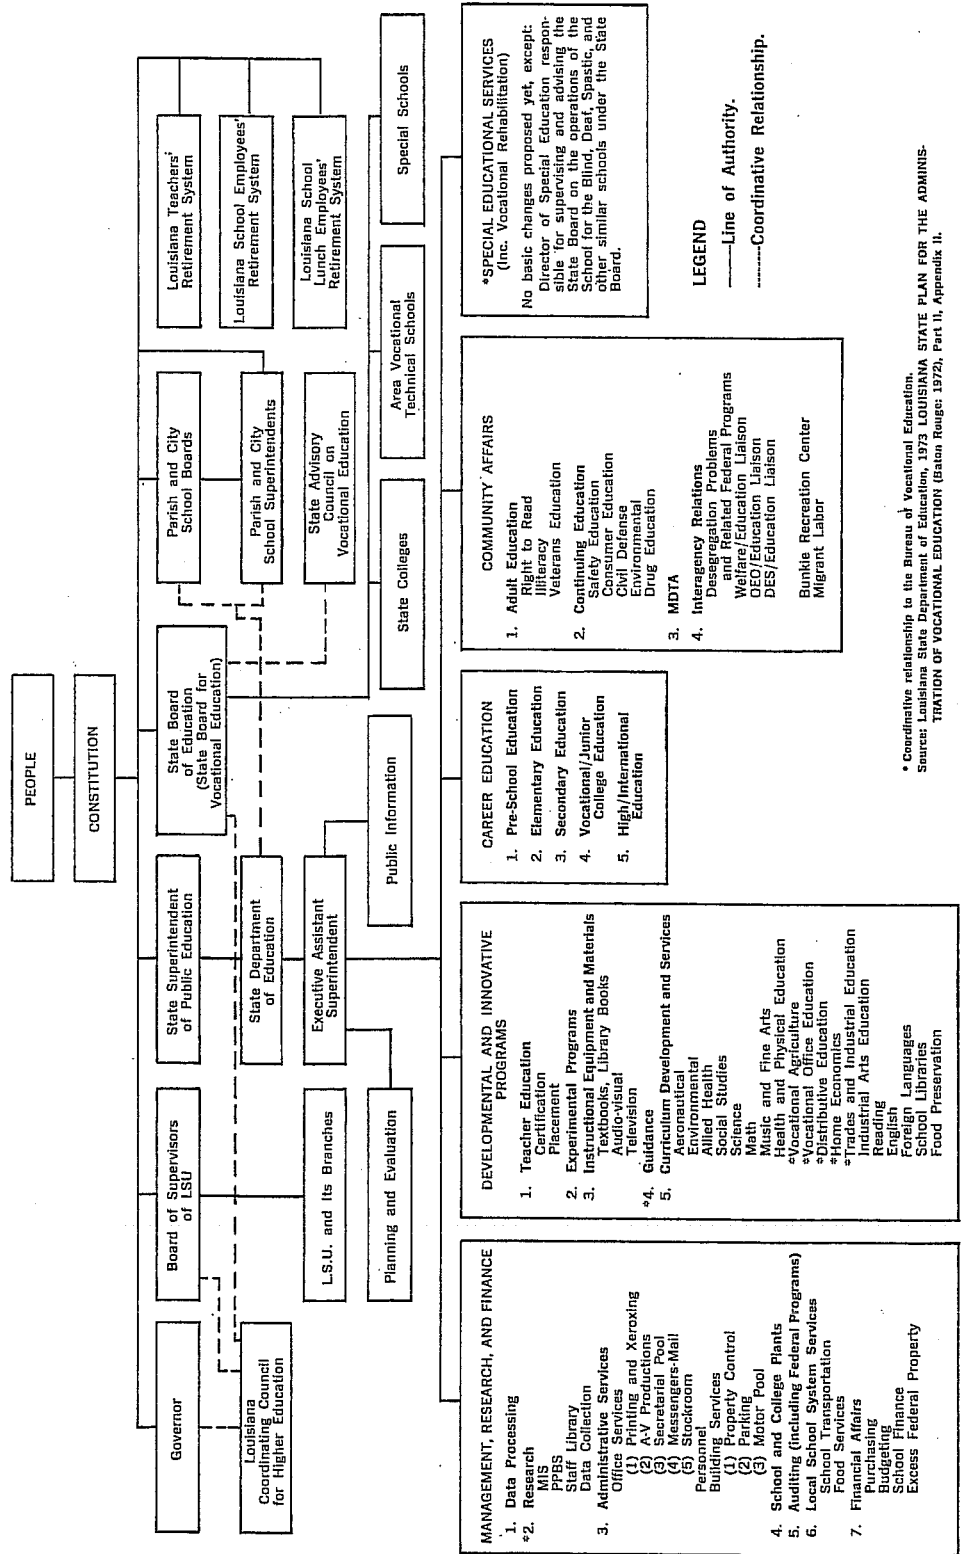 PEOPLE
CONSTITUTION
Governor
Board of Supervisors
of LSU
State Superintendent
of Public Education
State Board
of Education
(State Board for
Vocational Education)
Parish and City
School Boards
Louisiana Teachers'
Retirement System
Louisiana
Coordinating Council
for Higher Education
L.S.U. and Its Branches
State Department
of Education
Parish and City
School Superintendents
Louisiana School Employees'
Retirement System
Executive Assistant
Superintendent
State Advisory
Council on
Vocational Education
Louisiana School
Lunch Employees'
Retirement System
Planning and Evaluation
Public Information
State Colleges
Area Vocational
Technical Schools
Special Schools
MANAGEMENT, RESEARCH, AND FINANCE
1. Data Processing
*2. Research
MIS
PPBS
Staff Library
Data Collection
3. Administrative Services
Office Services
(1) Printing and Xeroxing
(2) A-V Productions
(3) Secretarial Pool
(4) Messengers-Mail
(5) Stockroom
Personnel
Building Services
(1) Property Control
(2) Parking
(3) Motor Pool
4. School and College Plants
5. Auditing (including Federal Programs)
6. Local School System Services
School Transportation
Food Services
7. Financial Affairs
Purchasing
Budgeting
School Finance
Excess Federal Property
DEVELOPMENTAL AND INNOVATIVE
PROGRAMS
1. Teacher Education
Certification
Placement
2. Experimental Programs
3. Instructional Equipment and Materials
Textbooks, Library Books
Audio-visual
Television
*4. Guidance
5. Curriculum Development and Services
Aeronautical
Environmental
Allied Health
Social Studies
Science
Math
Music and Fine Arts
Health and Physical Education
*Vocational Agriculture
*Vocational Office Education
*Distributive Education
*Home Economics
*Trades and Industrial Education
Industrial Arts Education
Reading
English
Foreign Languages
School Libraries
Food Preservation
CAREER EDUCATION
1. Pre-School Education
2. Elementary Education
3. Secondary Education
4. Vocational/Junior
College Education
5. High/International
Education
COMMUNITY AFFAIRS
1. Adult Education
Right to Read
Illiteracy
Veterans Education
2. Continuing Education
Safety Education
Consumer Education
Civil Defense
Environmental
Drug Education
3. MDTA
4. Interagency Relations
Desegregation Problems
and Related Federal Programs
Welfare/Education Liaison
OEO/Education Liaison
DES/Education Liaison
Bunkie Recreation Center
Migrant Labor
*SPECIAL EDUCATIONAL SERVICES
(Inc. Vocational Rehabilitation)
No basic changes proposed yet, except:
Director of Special Education respon-
sible for supervising and advising the
State Board on the operations of the
School for the Blind, Deaf, Spastic, and
other similar schools under the State
Board.
LEGEND
——Line of Authority.
--------Coordinative Relationship.
* Coordinative relationship to the Bureau of Vocational Education.
Source: Louisiana State Department of Education, 1973 LOUISIANA STATE PLAN FOR THE ADMINIS-
TRATION OF VOCATIONAL EDUCATION (Baton Rouge: 1972), Part II, Appendix II.